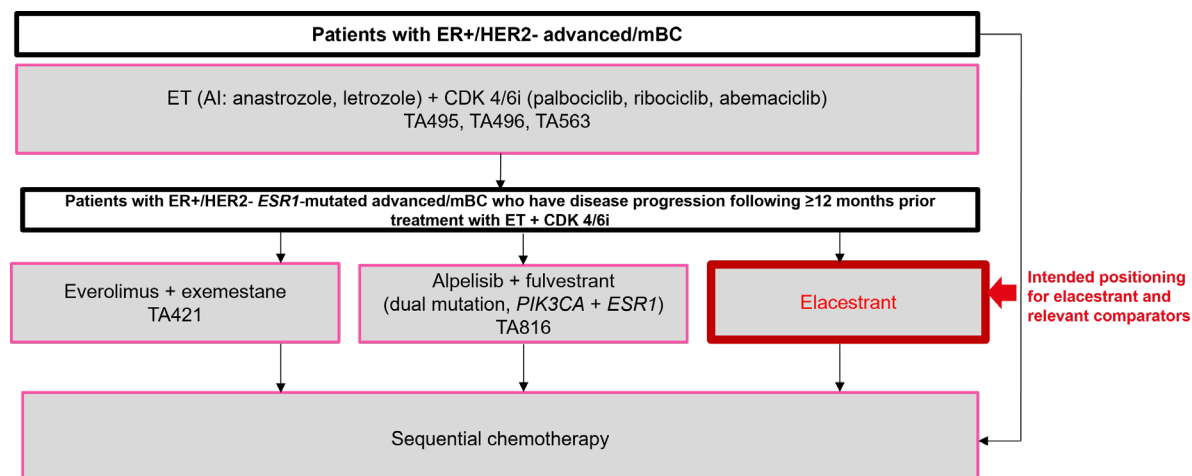 Patients with ER+/HER2- advanced/mBC
ET (AI: anastrozole, letrozole) + CDK 4/6i (palbociclib, ribociclib, abemaciclib)
TA495, TA496, TA563
Patients with ER+/HER2- ESR1-mutated advanced/mBC who have disease progression following ≥12 months prior
treatment with ET + CDK 4/6i
Everolimus + exemestane
TA421
Alpelisib + fulvestrant
(dual mutation, PIK3CA + ESR1)
TA816
Elacestrant
Intended positioning
for elacestrant and
relevant comparators
Sequential chemotherapy